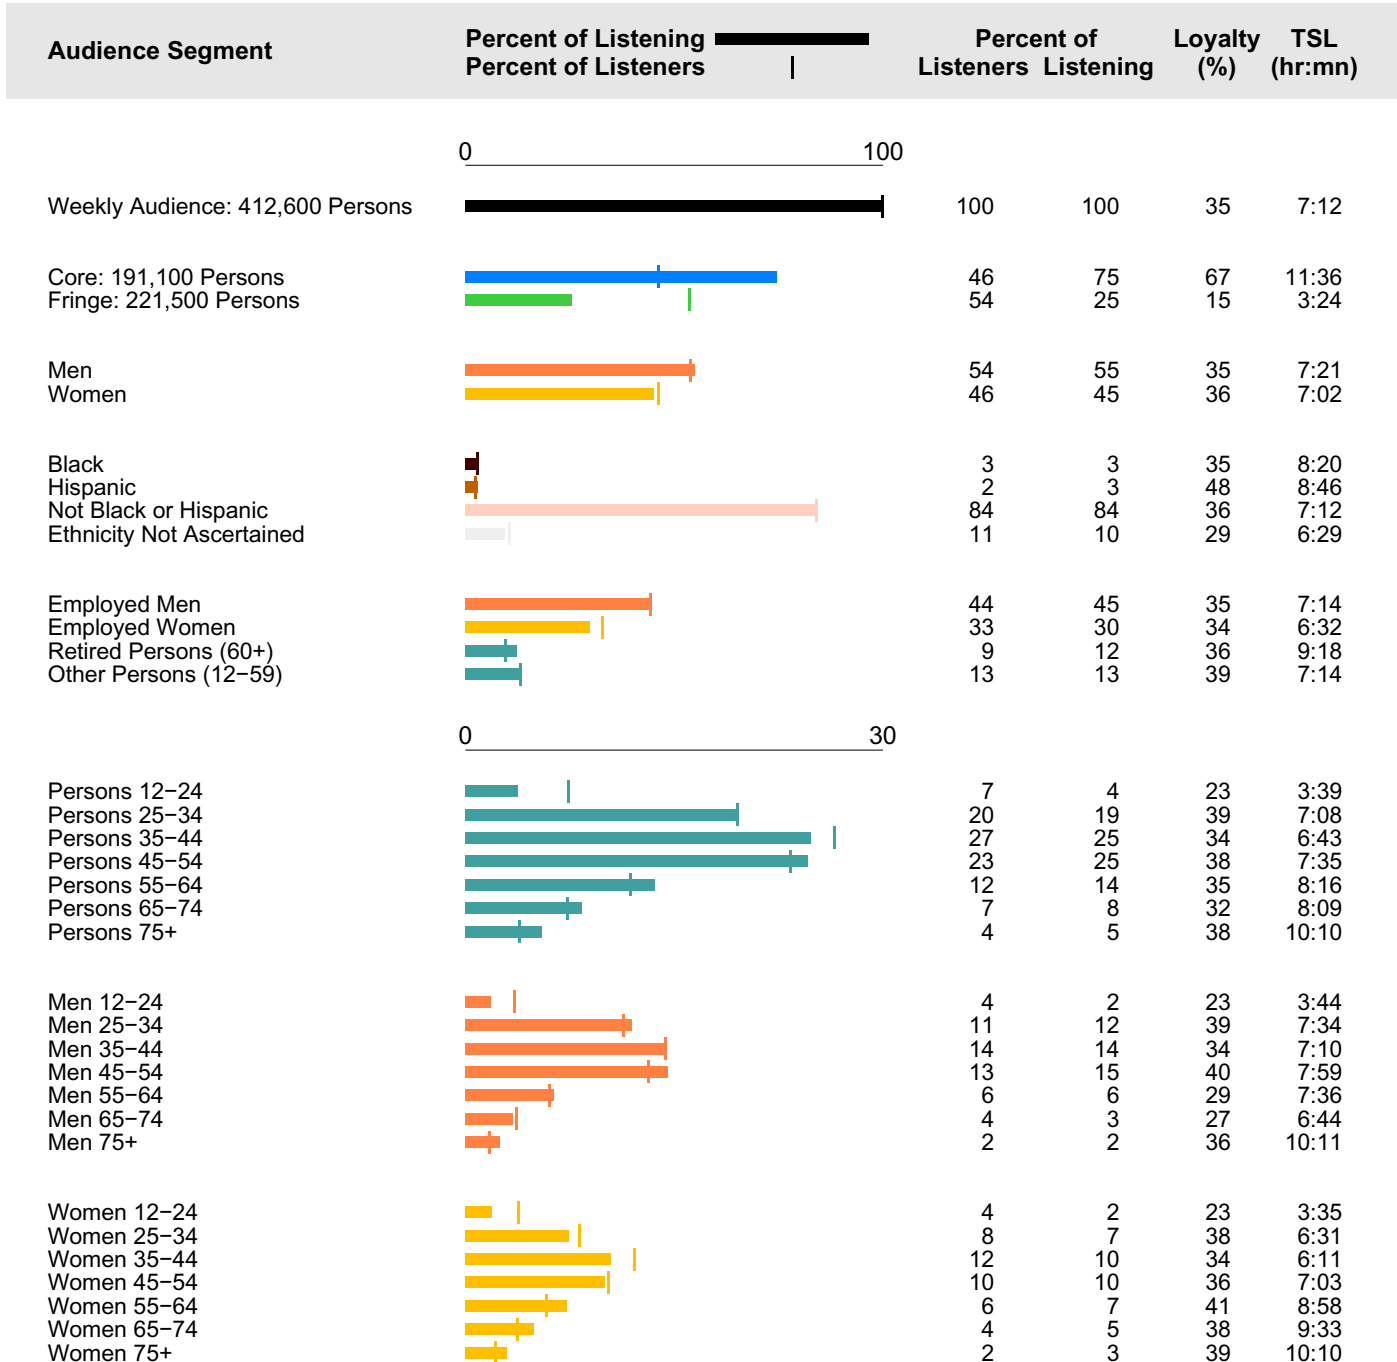 Audience Segment Percent of Listening Percent of Loyalty TSL
Percent of Listeners Listeners Listening (%) (hr:mn)
0 100
Weekly Audience: 412,600 Persons 100 100 35 7:12
Core: 191,100 Persons 46 75 67 11:36
Fringe: 221,500 Persons 54 25 15 3:24
Men 54 55 35 7:21
Women 46 45 36 7:02
Black 3 3 35 8:20
Hispanic 2 3 48 8:46
Not Black or Hispanic 84 84 36 7:12
Ethnicity Not Ascertained 11 10 29 6:29
Employed Men 44 45 35 7:14
Employed Women 33 30 34 6:32
Retired Persons (60+) 9 12 36 9:18
Other Persons (12−59) 13 13 39 7:14
0 30
Persons 12−24 7 4 23 3:39
Persons 25−34 20 19 39 7:08
Persons 35−44 27 25 34 6:43
Persons 45−54 23 25 38 7:35
Persons 55−64 12 14 35 8:16
Persons 65−74 7 8 32 8:09
Persons 75+ 4 5 38 10:10
Men 12−24 4 2 23 3:44
Men 25−34 11 12 39 7:34
Men 35−44 14 14 34 7:10
Men 45−54 13 15 40 7:59
Men 55−64 6 6 29 7:36
Men 65−74 4 3 27 6:44
Men 75+ 2 2 36 10:11
Women 12−24 4 2 23 3:35
Women 25−34 8 7 38 6:31
Women 35−44 12 10 34 6:11
Women 45−54 10 10 36 7:03
Women 55−64 6 7 41 8:58
Women 65−74 4 5 38 9:33
Women 75+ 2 3 39 10:10